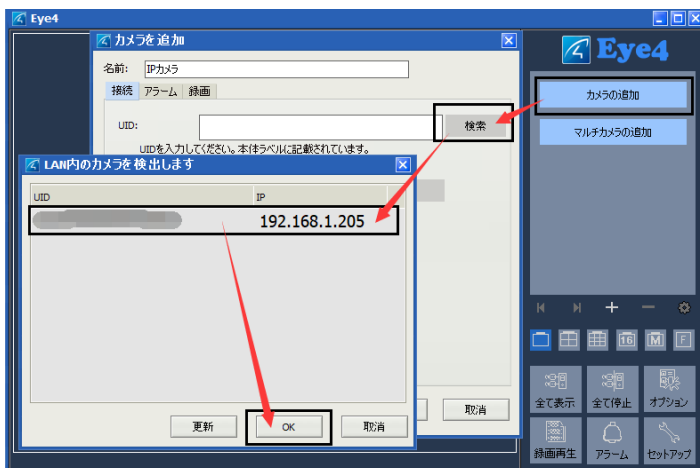 Eye4
カメラを追加
名前: IPカメラ
接続 アラーム 録画
UID: 検索
UIDを入力してください。本体ラベルに記載されています。
LAN内のカメラを検出します
UID IP
192.168.1.205
更新 OK 取消
取消
Eye4
カメラの追加
マルチカメラの追加
16 M F
全て表示 全て停止 オプション
録画再生 アラーム セットアップ